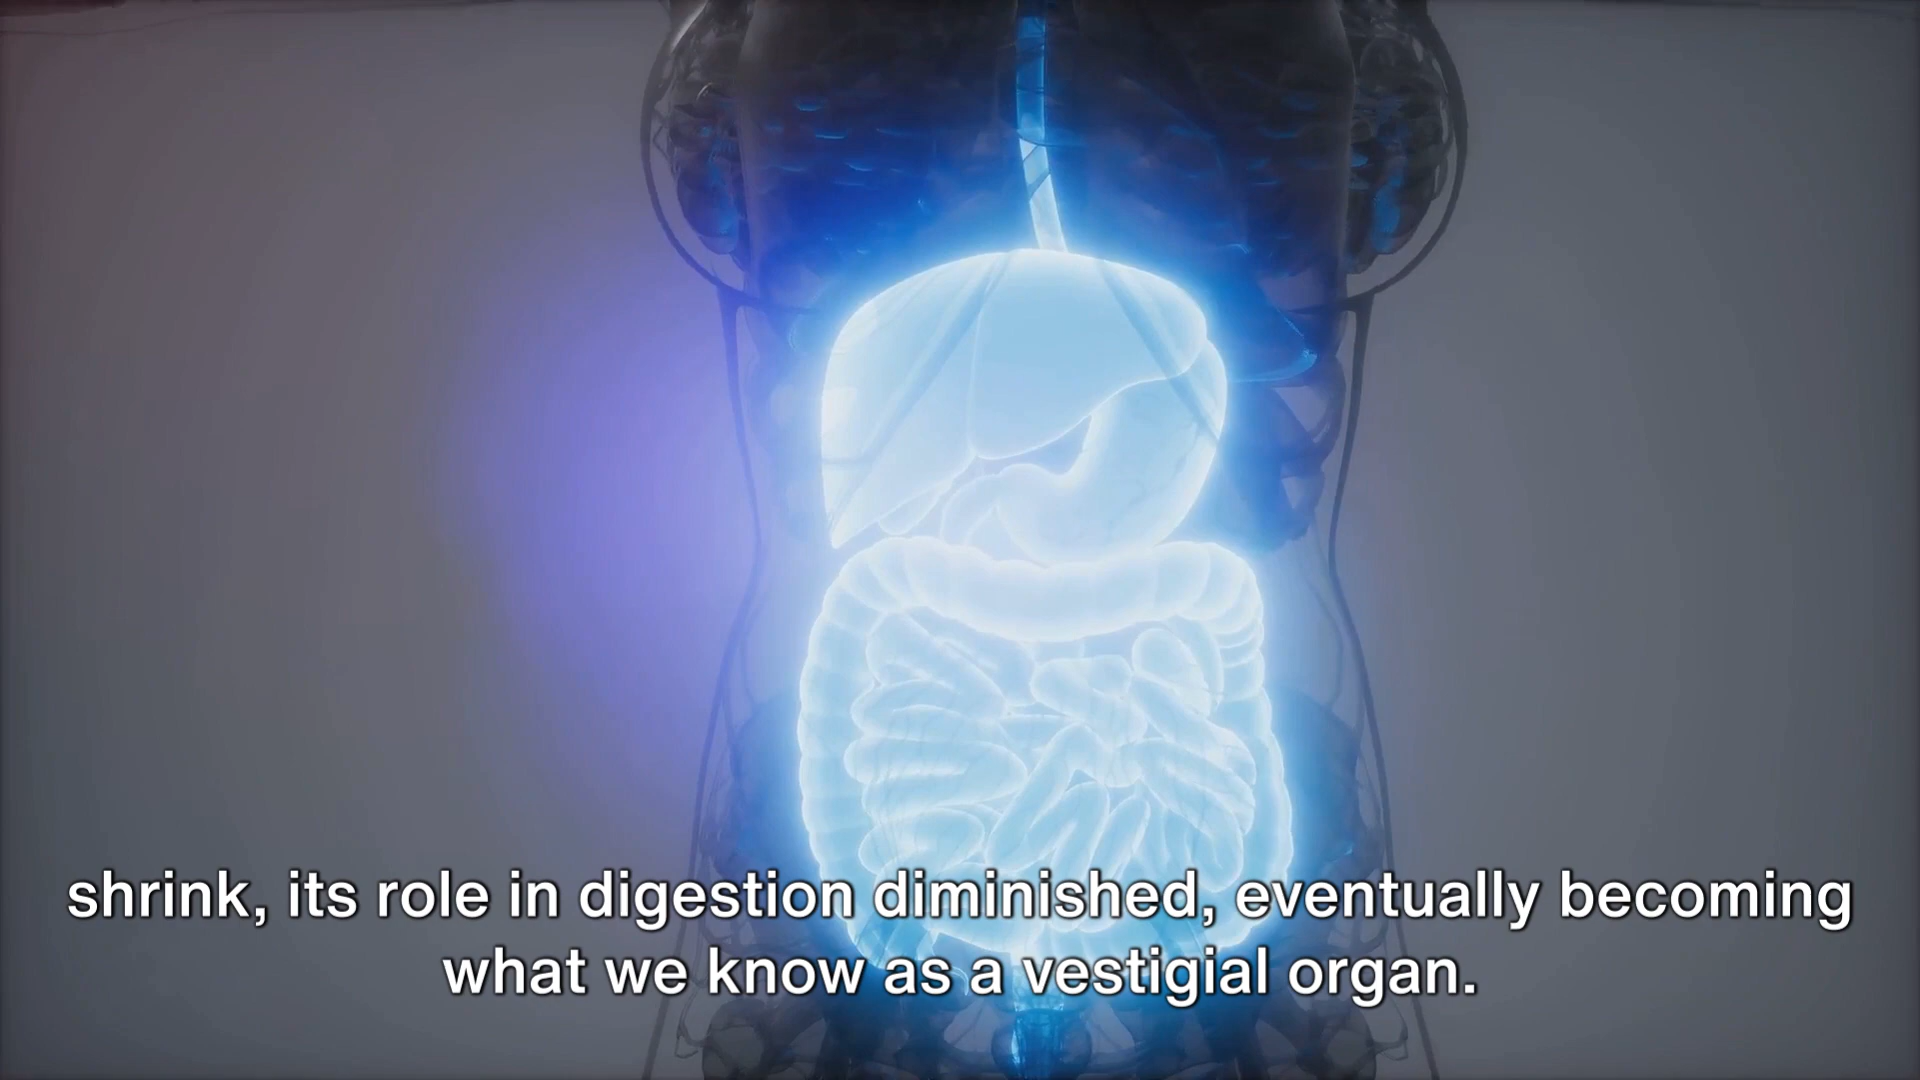 shrink, its role in digestion diminished, eventually becoming
what we know as a vestigial organ.